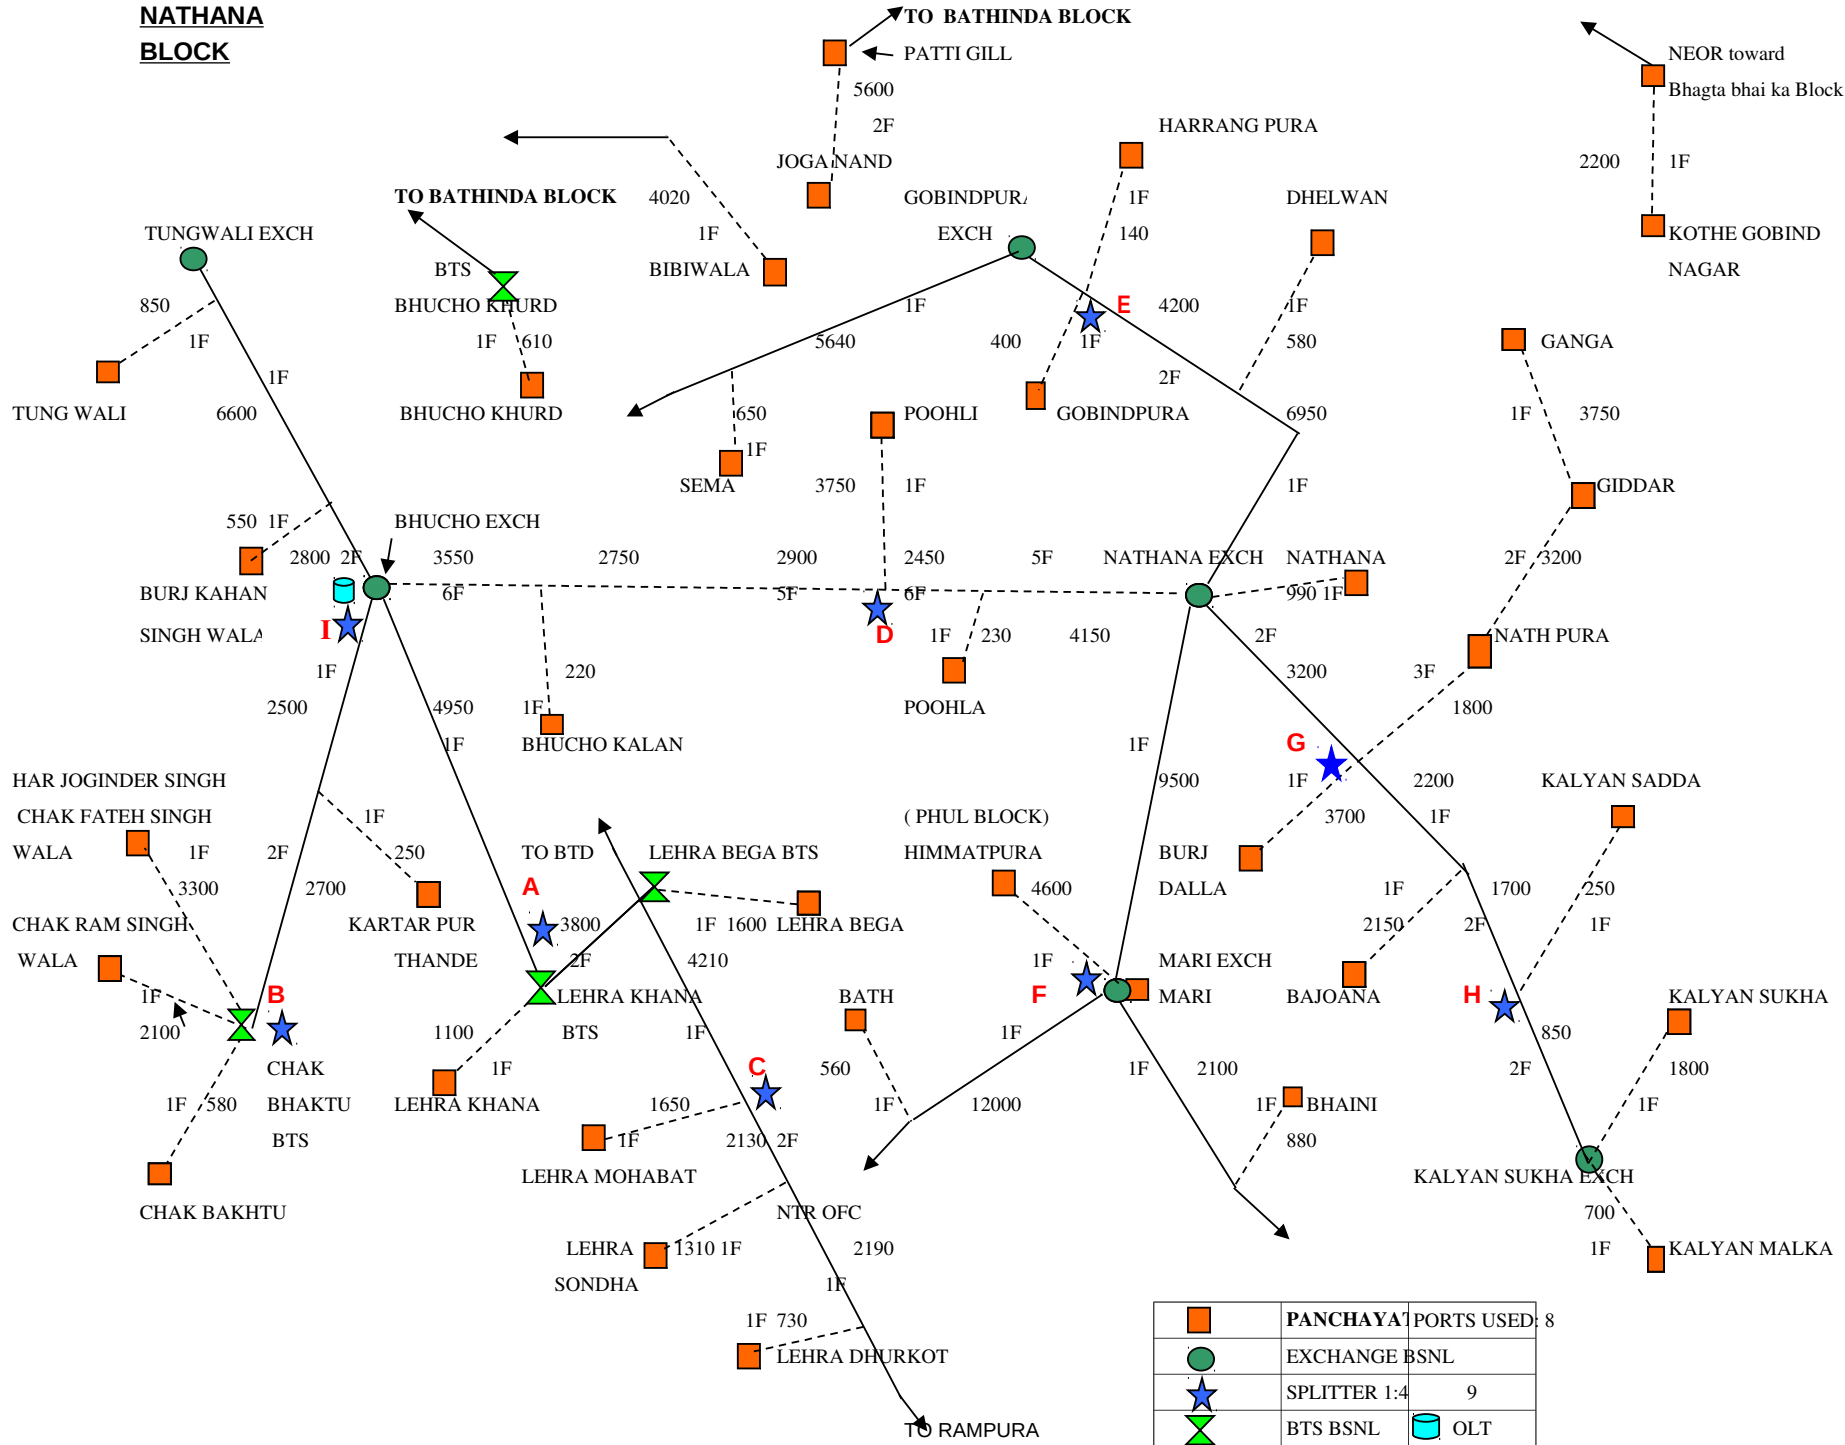 NATHANA
BLOCK
TO BATHINDA BLOCK
PATTI GILL
NEOR toward
Bhagta bhai ka Block
5600
2F
HARRANG PURA
JOGA NAND
2200
1F
TO BATHINDA BLOCK
4020
GOBINDPURA
1F
DHELWAN
TUNGWALI EXCH
1F
EXCH
140
KOTHE GOBIND
NAGAR
BTS
BIBIWALA
850
BHUCHO KHURD
1F
E
4200
1F
1F
1F
610
5640
400
1F
580
GANGA
1F
2F
TUNG WALI
6600
BHUCHO KHURD
650
POOHLI
GOBINDPURA
6950
1F
3750
1F
SEMA
3750
1F
1F
GIDDAR
550 1F
BHUCHO EXCH
2800 2F
3550
2750
2900
2450
5F
NATHANA EXCH
NATHANA
2F
3200
BURJ KAHAN
6F
5F
6F
990 1F
SINGH WALA
I
D
1F
230
4150
2F
NATH PURA
1F
220
3200
3F
2500
4950
1F
POOHLA
1800
1F
BHUCHO KALAN
1F
G
HAR JOGINDER SINGH
9500
1F
2200
KALYAN SADDA
CHAK FATEH SINGH
1F
( PHUL BLOCK)
3700
1F
WALA
1F
2F
250
TO BTD
LEHRA BEGA BTS
HIMMATPURA
BURJ
3300
2700
A
4600
DALLA
1F
1700
250
CHAK RAM SINGH
KARTAR PUR
3800
1F 1600
LEHRA BEGA
2150
2F
1F
WALA
THANDE
2F
4210
1F
MARI EXCH
1F
B
LEHRA KHANA
BATH
F
MARI
BAJOANA
H
KALYAN SUKHA
2100
1100
BTS
1F
1F
850
CHAK
1F
C
560
1F
2100
2F
1800
1F
580
BHAKTU
LEHRA KHANA
1650
1F
12000
1F
BHAINI
1F
BTS
1F
2130 2F
880
LEHRA MOHABAT
KALYAN SUKHA EXCH
CHAK BAKHTU
NTR OFC
700
LEHRA
1310 1F
2190
1F
KALYAN MALKA
SONDHA
1F
1F 730
PANCHAYAT
PORTS USED: 8
LEHRA DHURKOT
EXCHANGE BSNL
SPLITTER 1:4
9
TO RAMPURA
BTS BSNL
OLT